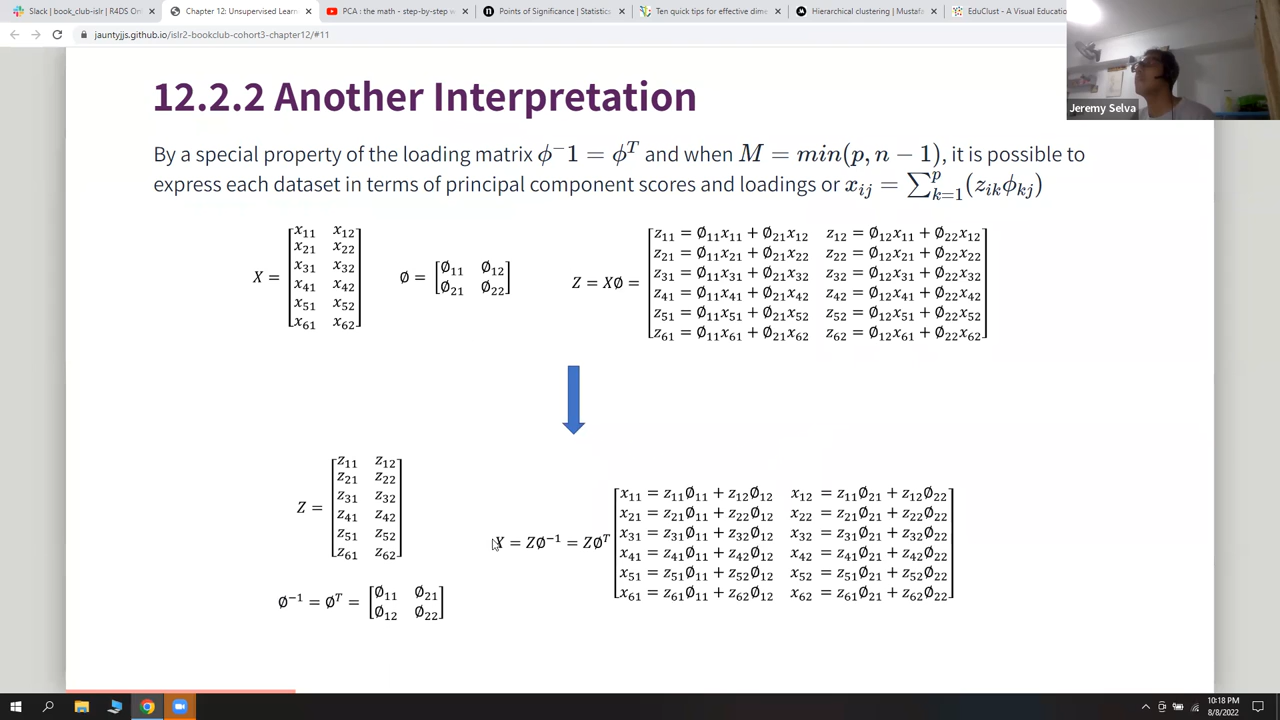 Slack | book_club-islr | R4DS On
Chapter 12: Unsupervised Learn
PCA : the math - step-by-step w
Points of Significance | Statistics
Ten quick tips for effective dime
Hierarchical clustering | Mustafa
EduClust - A Visual Education
jauntyjjs.github.io/islr2-bookclub-cohort3-chapter12/#11
Jeremy Selva
12.2.2 Another Interpretation
By a special property of the loading matrix ϕ⁻1 = ϕᵀ and when M = min(p, n − 1), it is possible to
express each dataset in terms of principal component scores and loadings or x_{ij} = ∑_{k=1}^{p}(z_{ik}ϕ_{kj})
X = [x₁₁ x₁₂
x₂₁ x₂₂
x₃₁ x₃₂
x₄₁ x₄₂
x₅₁ x₅₂
x₆₁ x₆₂]
∅ = [∅₁₁ ∅₁₂
∅₂₁ ∅₂₂]
Z = X∅ =
z₁₁ = ∅₁₁x₁₁ + ∅₂₁x₁₂ z₁₂ = ∅₁₂x₁₁ + ∅₂₂x₁₂
z₂₁ = ∅₁₁x₂₁ + ∅₂₁x₂₂ z₂₂ = ∅₁₂x₂₁ + ∅₂₂x₂₂
z₃₁ = ∅₁₁x₃₁ + ∅₂₁x₃₂ z₃₂ = ∅₁₂x₃₁ + ∅₂₂x₃₂
z₄₁ = ∅₁₁x₄₁ + ∅₂₁x₄₂ z₄₂ = ∅₁₂x₄₁ + ∅₂₂x₄₂
z₅₁ = ∅₁₁x₅₁ + ∅₂₁x₅₂ z₅₂ = ∅₁₂x₅₁ + ∅₂₂x₅₂
z₆₁ = ∅₁₁x₆₁ + ∅₂₁x₆₂ z₆₂ = ∅₁₂x₆₁ + ∅₂₂x₆₂
Z = [z₁₁ z₁₂
z₂₁ z₂₂
z₃₁ z₃₂
z₄₁ z₄₂
z₅₁ z₅₂
z₆₁ z₆₂]
∅⁻¹ = ∅ᵀ = [∅₁₁ ∅₂₁
∅₁₂ ∅₂₂]
X = Z∅⁻¹ = Z∅ᵀ
x₁₁ = z₁₁∅₁₁ + z₁₂∅₁₂ x₁₂ = z₁₁∅₂₁ + z₁₂∅₂₂
x₂₁ = z₂₁∅₁₁ + z₂₂∅₁₂ x₂₂ = z₂₁∅₂₁ + z₂₂∅₂₂
x₃₁ = z₃₁∅₁₁ + z₃₂∅₁₂ x₃₂ = z₃₁∅₂₁ + z₃₂∅₂₂
x₄₁ = z₄₁∅₁₁ + z₄₂∅₁₂ x₄₂ = z₄₁∅₂₁ + z₄₂∅₂₂
x₅₁ = z₅₁∅₁₁ + z₅₂∅₁₂ x₅₂ = z₅₁∅₂₁ + z₅₂∅₂₂
x₆₁ = z₆₁∅₁₁ + z₆₂∅₁₂ x₆₂ = z₆₁∅₂₁ + z₆₂∅₂₂
10:18 PM
8/8/2022